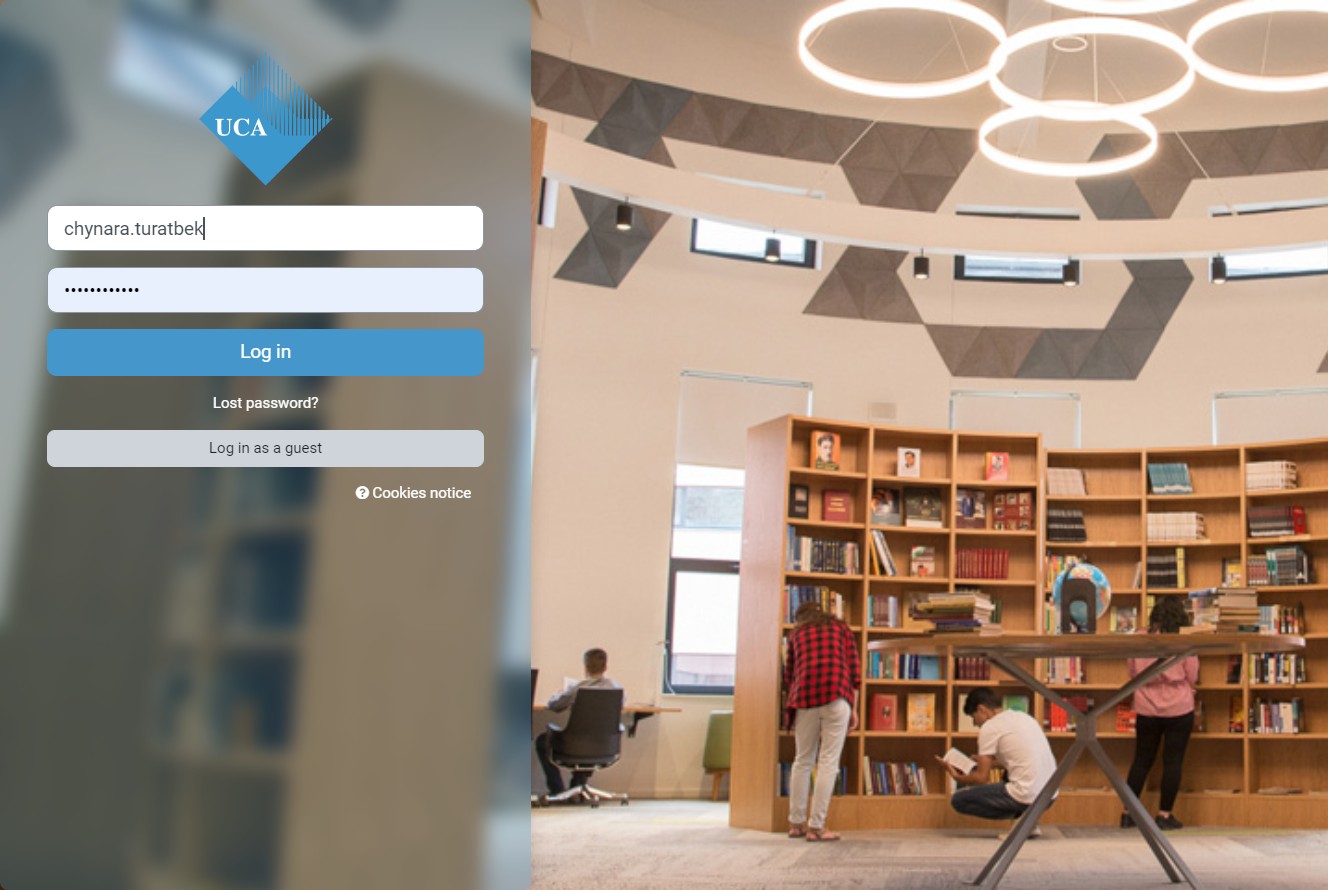 UCA
chynara.turatbek
••••••••••••
Log in
Lost password?
Log in as a guest
Cookies notice